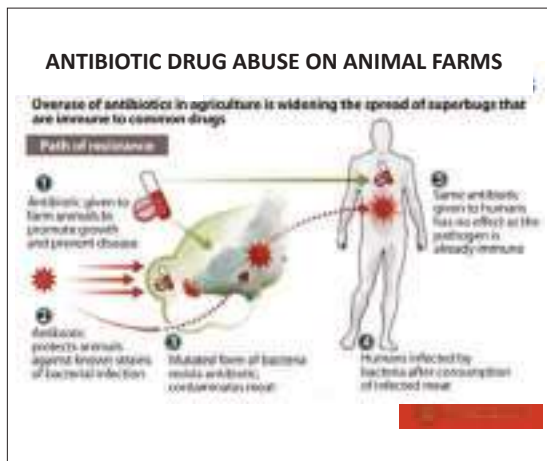 ANTIBIOTIC DRUG ABUSE ON ANIMAL FARMS
Overuse of antibiotics in agriculture is widening the spread of superbugs that
are immune to common drugs
Path of resistance
1
Antibiotic given to
farm animals to
promote growth
and prevent disease
2
Antibiotic
protects animals
against known strains
of bacterial infection
3
Mutated form of bacteria
resists antibiotic,
contaminates meat
4
Humans infected by
bacteria after consumption
of infected meat
5
Same antibiotic
given to humans
has no effect as the
pathogen is
already immune